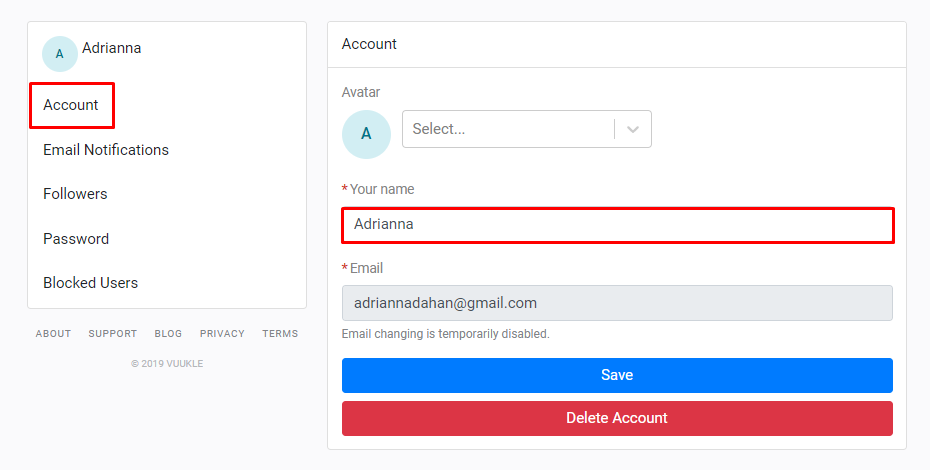 A Adrianna
Account
Email Notifications
Followers
Password
Blocked Users
ABOUT SUPPORT BLOG PRIVACY TERMS
© 2019 VUUKLE
Account
Avatar
A Select...
*Your name
Adrianna
*Email
adriannadahan@gmail.com
Email changing is temporarily disabled.
Save
Delete Account